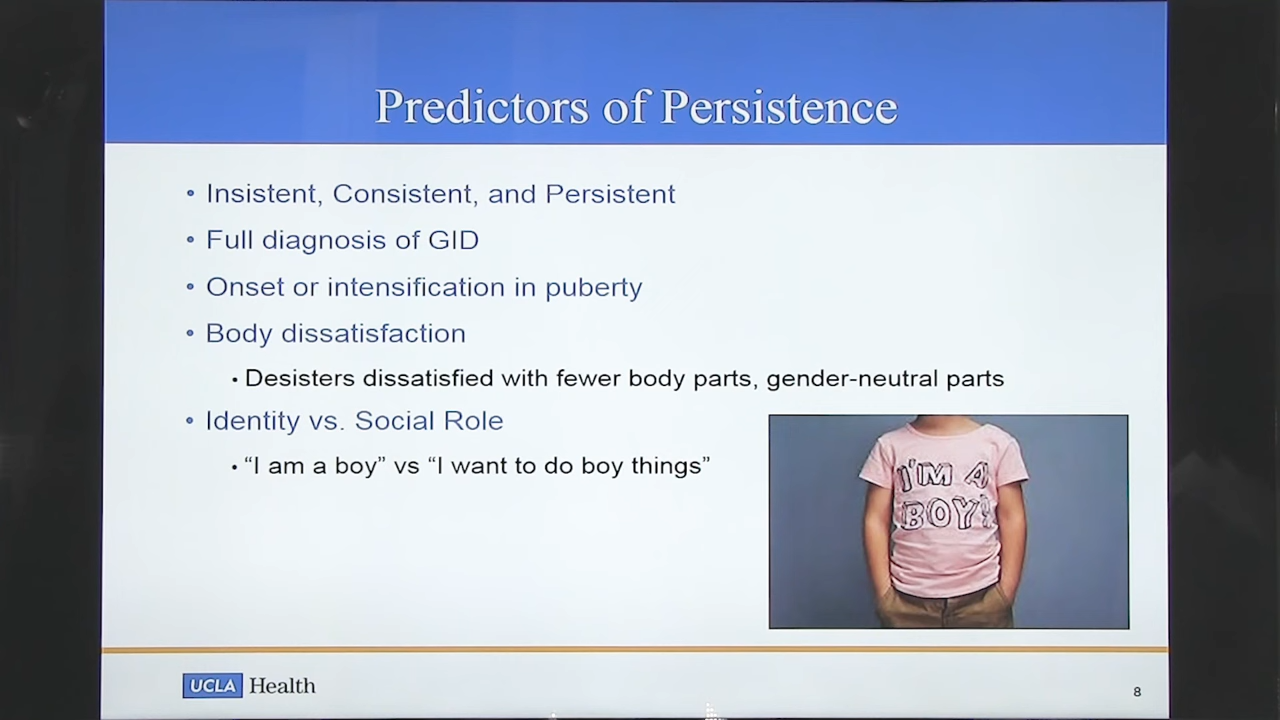 Predictors of Persistence
• Insistent, Consistent, and Persistent
• Full diagnosis of GID
• Onset or intensification in puberty
• Body dissatisfaction
• Desisters dissatisfied with fewer body parts, gender-neutral parts
• Identity vs. Social Role
• “I am a boy” vs “I want to do boy things”
I'M A
BOY!
UCLA Health
8